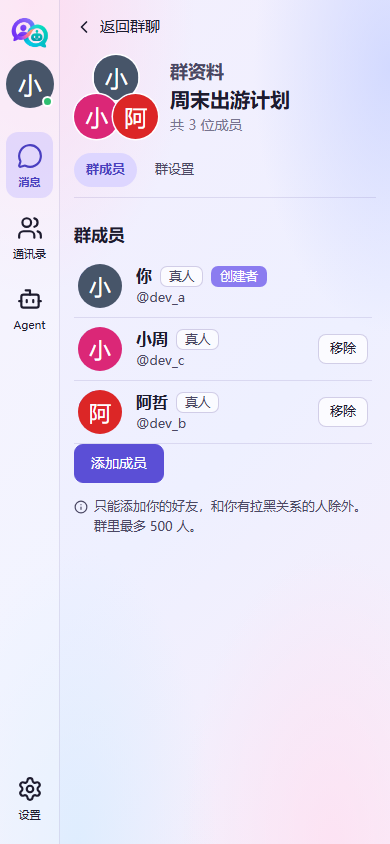 返回群聊
小
小
小
阿
群资料
周末出游计划
共 3 位成员
消息
通讯录
Agent
群成员
群设置
群成员
小
你 真人 创建者
@dev_a
小
小周 真人
@dev_c
移除
阿
阿哲 真人
@dev_b
移除
添加成员
只能添加你的好友，和你有拉黑关系的人除外。
群里最多 500 人。
设置